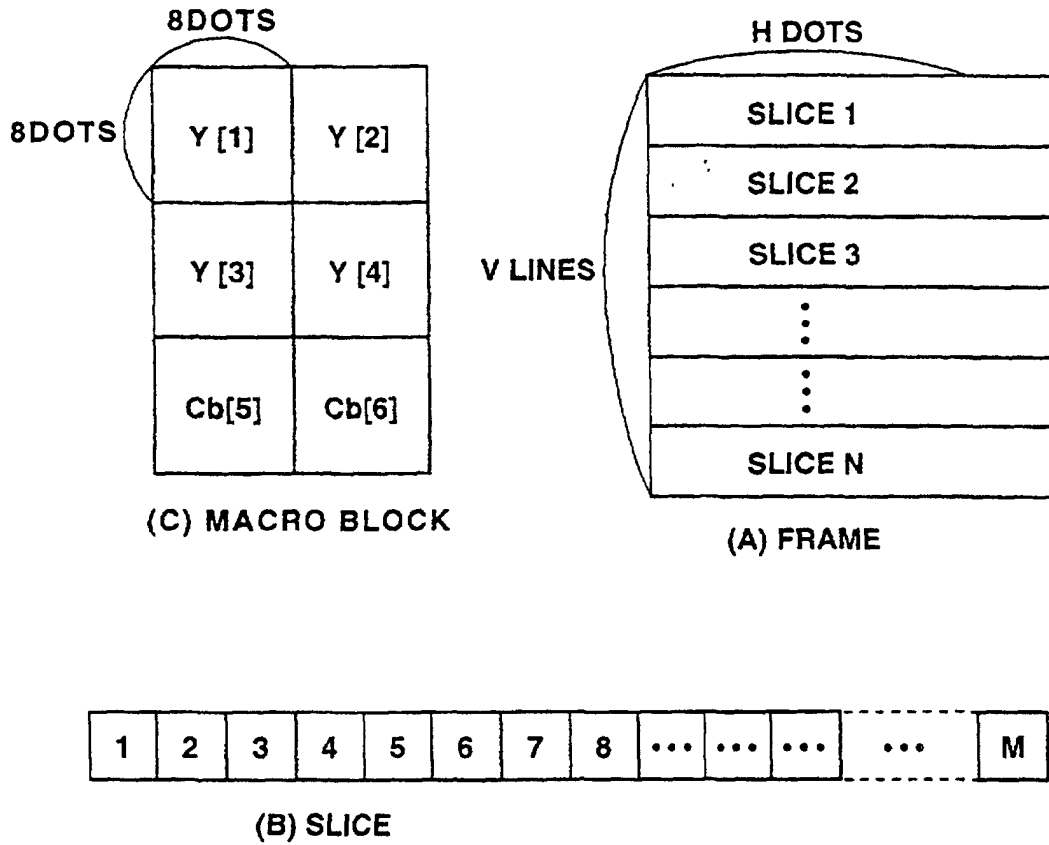 8DOTS
8DOTS
Y [1] Y [2]
Y [3] Y [4]
Cb[5] Cb[6]
(C) MACRO BLOCK
H DOTS
V LINES
SLICE 1
SLICE 2
SLICE 3
⋮
⋮
SLICE N
(A) FRAME
1 2 3 4 5 6 7 8 ••• ••• ••• ••• M
(B) SLICE